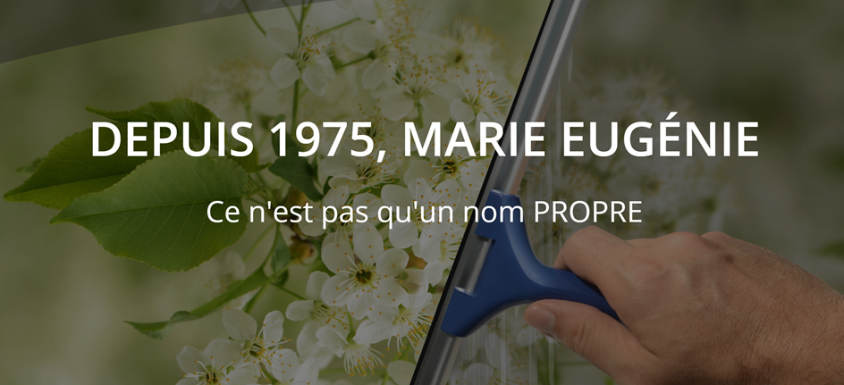 DEPUIS 1975, MARIE EUGÉNIE
Ce n'est pas qu'un nom PROPRE